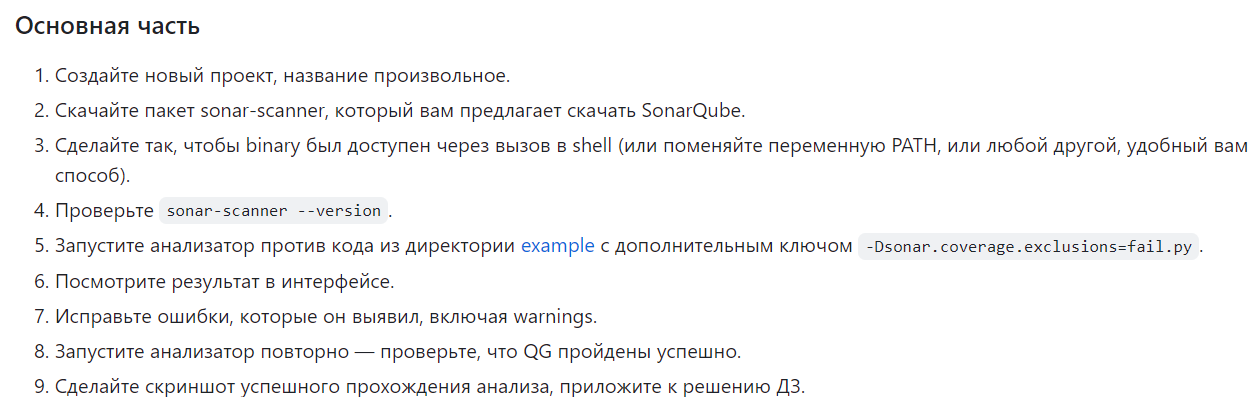 Основная часть
1. Создайте новый проект, название произвольное.
2. Скачайте пакет sonar-scanner, который вам предлагает скачать SonarQube.
3. Сделайте так, чтобы binary был доступен через вызов в shell (или поменяйте переменную PATH, или любой другой, удобный вам
способ).
4. Проверьте sonar-scanner --version.
5. Запустите анализатор против кода из директории example с дополнительным ключом -Dsonar.coverage.exclusions=fail.py.
6. Посмотрите результат в интерфейсе.
7. Исправьте ошибки, которые он выявил, включая warnings.
8. Запустите анализатор повторно — проверьте, что QG пройдены успешно.
9. Сделайте скриншот успешного прохождения анализа, приложите к решению ДЗ.